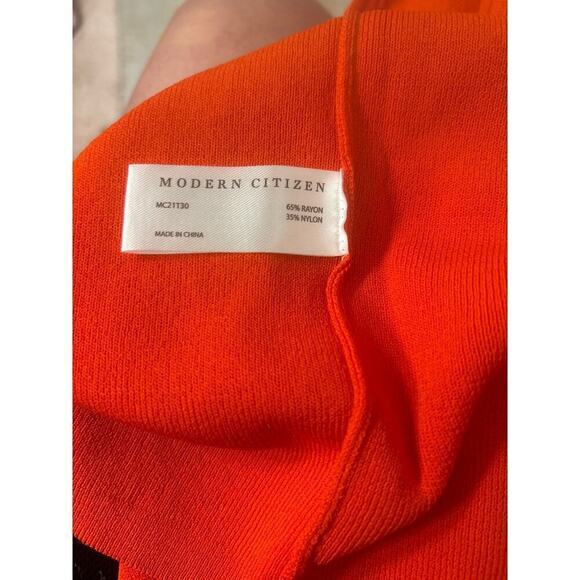 MODERN CITIZEN
MC21T30 65% RAYON
35% NYLON
MADE IN CHINA